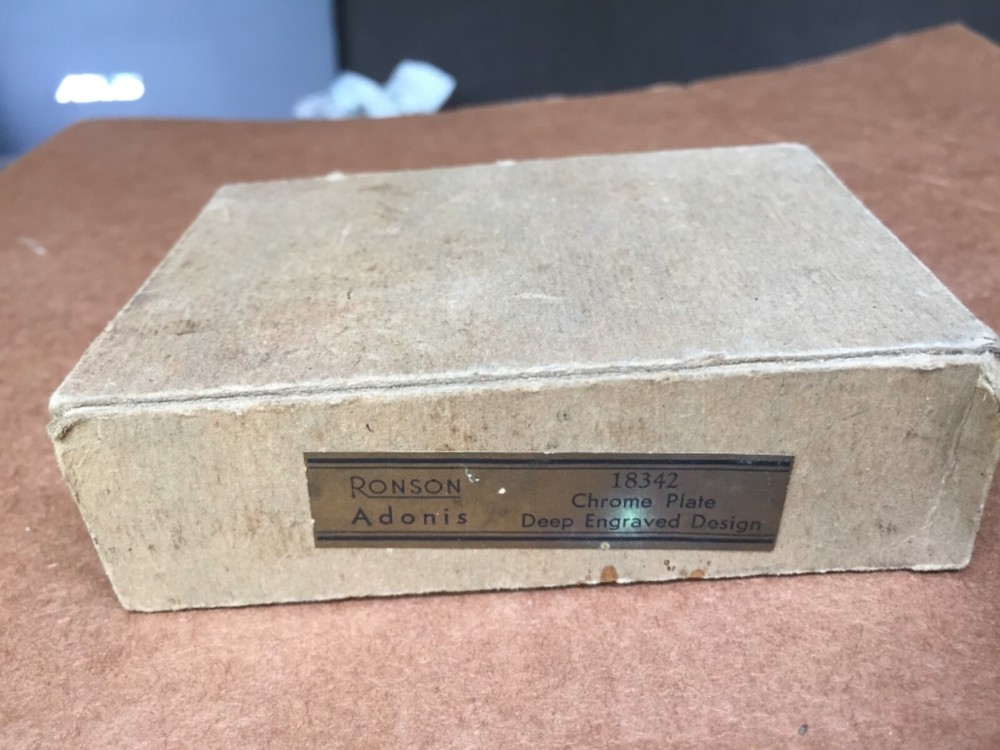 RONSON
Adonis
18342
Chrome Plate
Deep Engraved Design